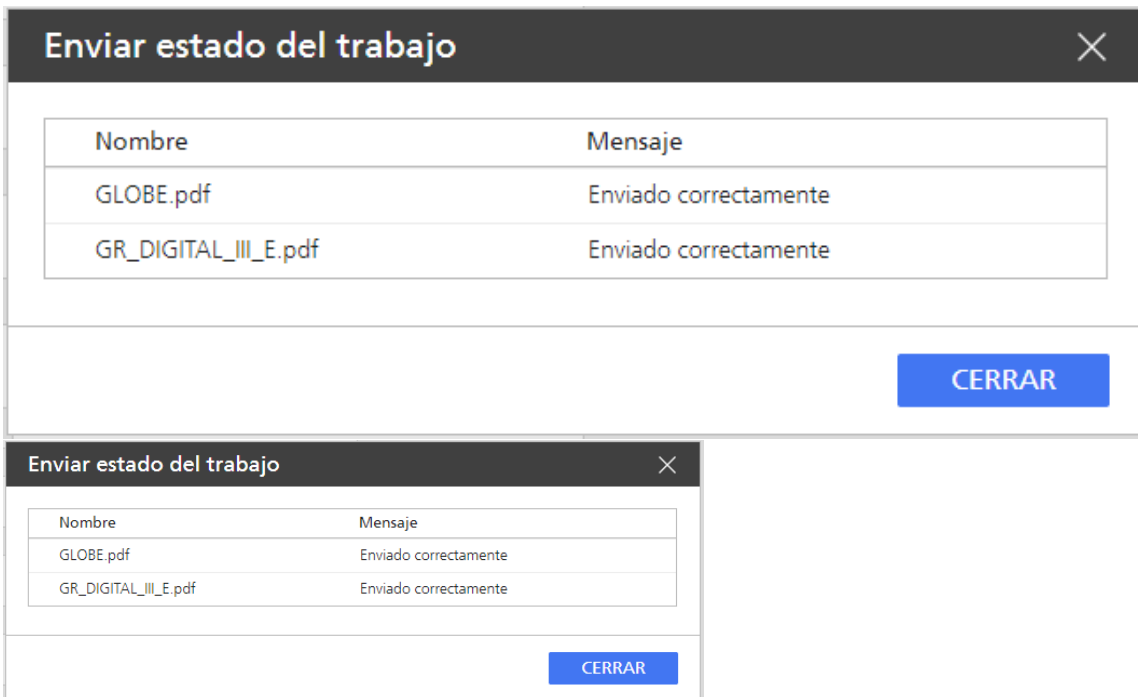 Enviar estado del trabajo
Nombre Mensaje
GLOBE.pdf Enviado correctamente
GR_DIGITAL_III_E.pdf Enviado correctamente
CERRAR
Enviar estado del trabajo
Nombre Mensaje
GLOBE.pdf Enviado correctamente
GR_DIGITAL_III_E.pdf Enviado correctamente
CERRAR